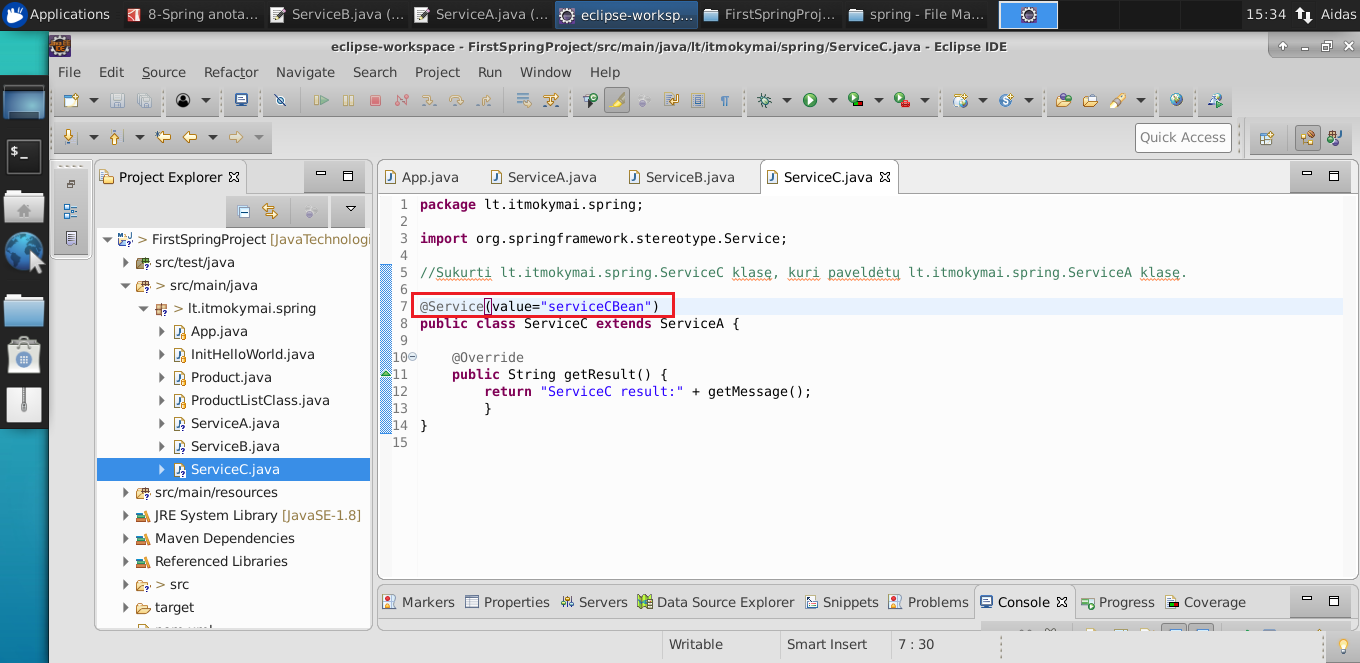 Applications
8-Spring anota...
ServiceB.java (...
ServiceA.java (...
eclipse-worksp...
FirstSpringProj...
spring - File Ma...
15:34
Aidas
eclipse-workspace - FirstSpringProject/src/main/java/lt/itmokymai/spring/ServiceC.java - Eclipse IDE
File Edit Source Refactor Navigate Search Project Run Window Help
Quick Access
Project Explorer
> FirstSpringProject [JavaTechnologi
src/test/java
> src/main/java
> lt.itmokymai.spring
App.java
InitHelloWorld.java
Product.java
ProductListClass.java
ServiceA.java
ServiceB.java
ServiceC.java
src/main/resources
JRE System Library [JavaSE-1.8]
Maven Dependencies
Referenced Libraries
> src
target
App.java ServiceA.java ServiceB.java ServiceC.java
1 package lt.itmokymai.spring;
2
3 import org.springframework.stereotype.Service;
4
5 //Sukurti lt.itmokymai.spring.ServiceC klasę, kuri paveldėtų lt.itmokymai.spring.ServiceA klasę.
6
7 @Service(value="serviceCBean")
8 public class ServiceC extends ServiceA {
9
10 @Override
11 public String getResult() {
12 return "ServiceC result:" + getMessage();
13 }
14 }
15
Markers Properties Servers Data Source Explorer Snippets Problems Console Progress Coverage
Writable Smart Insert 7 : 30